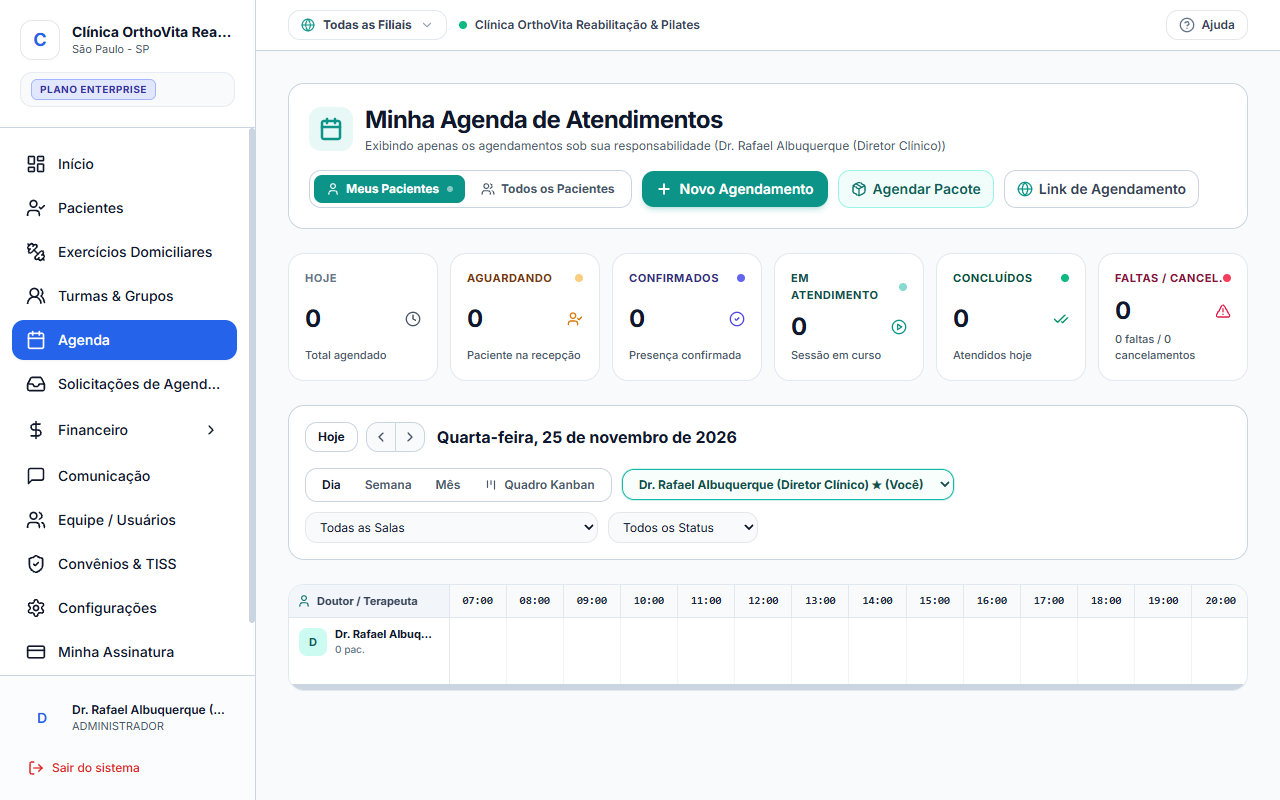 C
Clínica OrthoVita Rea...
São Paulo - SP
PLANO ENTERPRISE
Início
Pacientes
Exercícios Domiciliares
Turmas & Grupos
Agenda
Solicitações de Agend...
Financeiro
Comunicação
Equipe / Usuários
Convênios & TISS
Configurações
Minha Assinatura
D
Dr. Rafael Albuquerque (...
ADMINISTRADOR
Sair do sistema
Todas as Filiais
Clínica OrthoVita Reabilitação & Pilates
Ajuda
Minha Agenda de Atendimentos
Exibindo apenas os agendamentos sob sua responsabilidade (Dr. Rafael Albuquerque (Diretor Clínico))
Meus Pacientes
Todos os Pacientes
Novo Agendamento
Agendar Pacote
Link de Agendamento
HOJE
0
Total agendado
AGUARDANDO
0
Paciente na recepção
CONFIRMADOS
0
Presença confirmada
EM
ATENDIMENTO
0
Sessão em curso
CONCLUÍDOS
0
Atendidos hoje
FALTAS / CANCEL.
0
0 faltas / 0
cancelamentos
Hoje
Quarta-feira, 25 de novembro de 2026
Dia
Semana
Mês
Quadro Kanban
Dr. Rafael Albuquerque (Diretor Clínico) ★ (Você)
Todas as Salas
Todos os Status
Doutor / Terapeuta
07:00
08:00
09:00
10:00
11:00
12:00
13:00
14:00
15:00
16:00
17:00
18:00
19:00
20:00
D
Dr. Rafael Albuq...
0 pac.